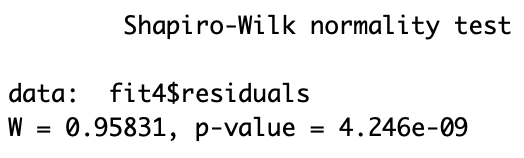 Shapiro-Wilk normality test
data:  fit4$residuals
W = 0.95831, p-value = 4.246e-09